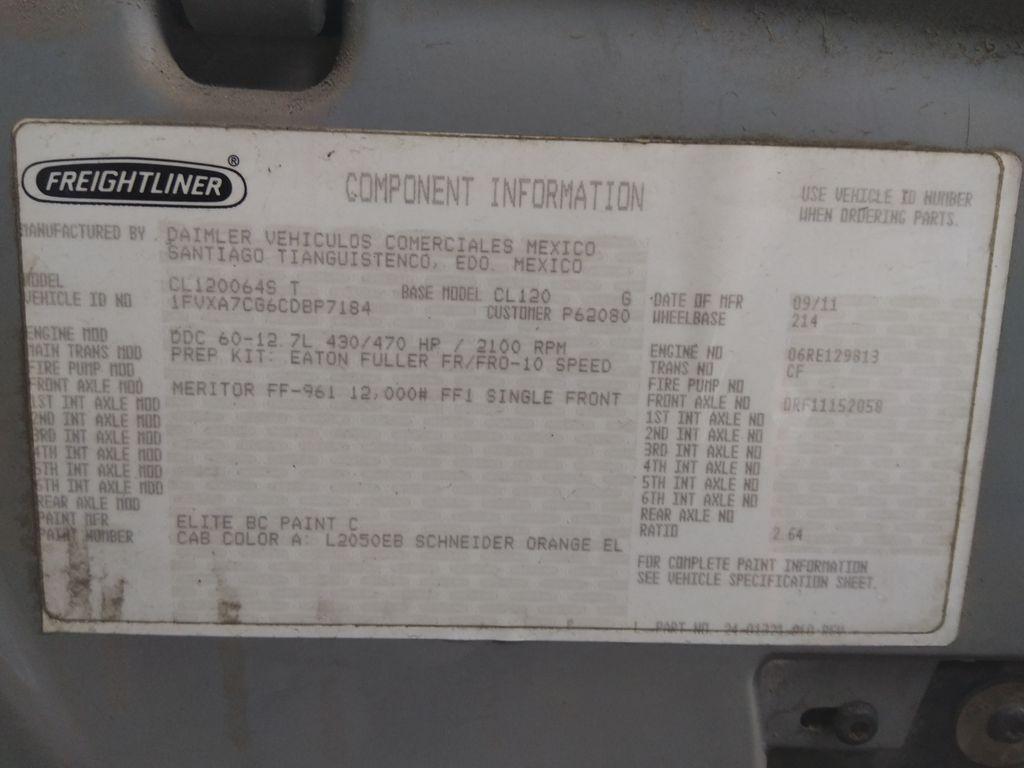 FREIGHTLINER®
COMPONENT INFORMATION
USE VEHICLE ID NUMBER
WHEN ORDERING PARTS.
MANUFACTURED BY DAIMLER VEHICULOS COMERCIALES MEXICO
SANTIAGO TIANGUISTENCO, EDO. MEXICO
MODEL CL120064S T BASE MODEL CL120 G
VEHICLE ID NO 1FVXA7CG6CDBP7184 CUSTOMER P62080
DATE OF MFR 09/11
WHEELBASE 214
ENGINE MOD DDC 60-12.7L 430/470 HP / 2100 RPM
MAIN TRANS MOD PREP KIT: EATON FULLER FR/FRO-10 SPEED
FIRE PUMP MOD
FRONT AXLE MOD MERITOR FF-961 12,000# FF1 SINGLE FRONT
1ST INT AXLE MOD
2ND INT AXLE MOD
3RD INT AXLE MOD
4TH INT AXLE MOD
5TH INT AXLE MOD
6TH INT AXLE MOD
REAR AXLE MOD
PAINT MFR ELITE BC PAINT C
PAINT NUMBER CAB COLOR A: L2050EB SCHNEIDER ORANGE EL
ENGINE NO 06RE129813
TRANS NO CF
FIRE PUMP NO
FRONT AXLE NO ORF11152058
1ST INT AXLE NO
2ND INT AXLE NO
3RD INT AXLE NO
4TH INT AXLE NO
5TH INT AXLE NO
6TH INT AXLE NO
REAR AXLE NO
RATIO 2.64
FOR COMPLETE PAINT INFORMATION
SEE VEHICLE SPECIFICATION SHEET.
PART NO.